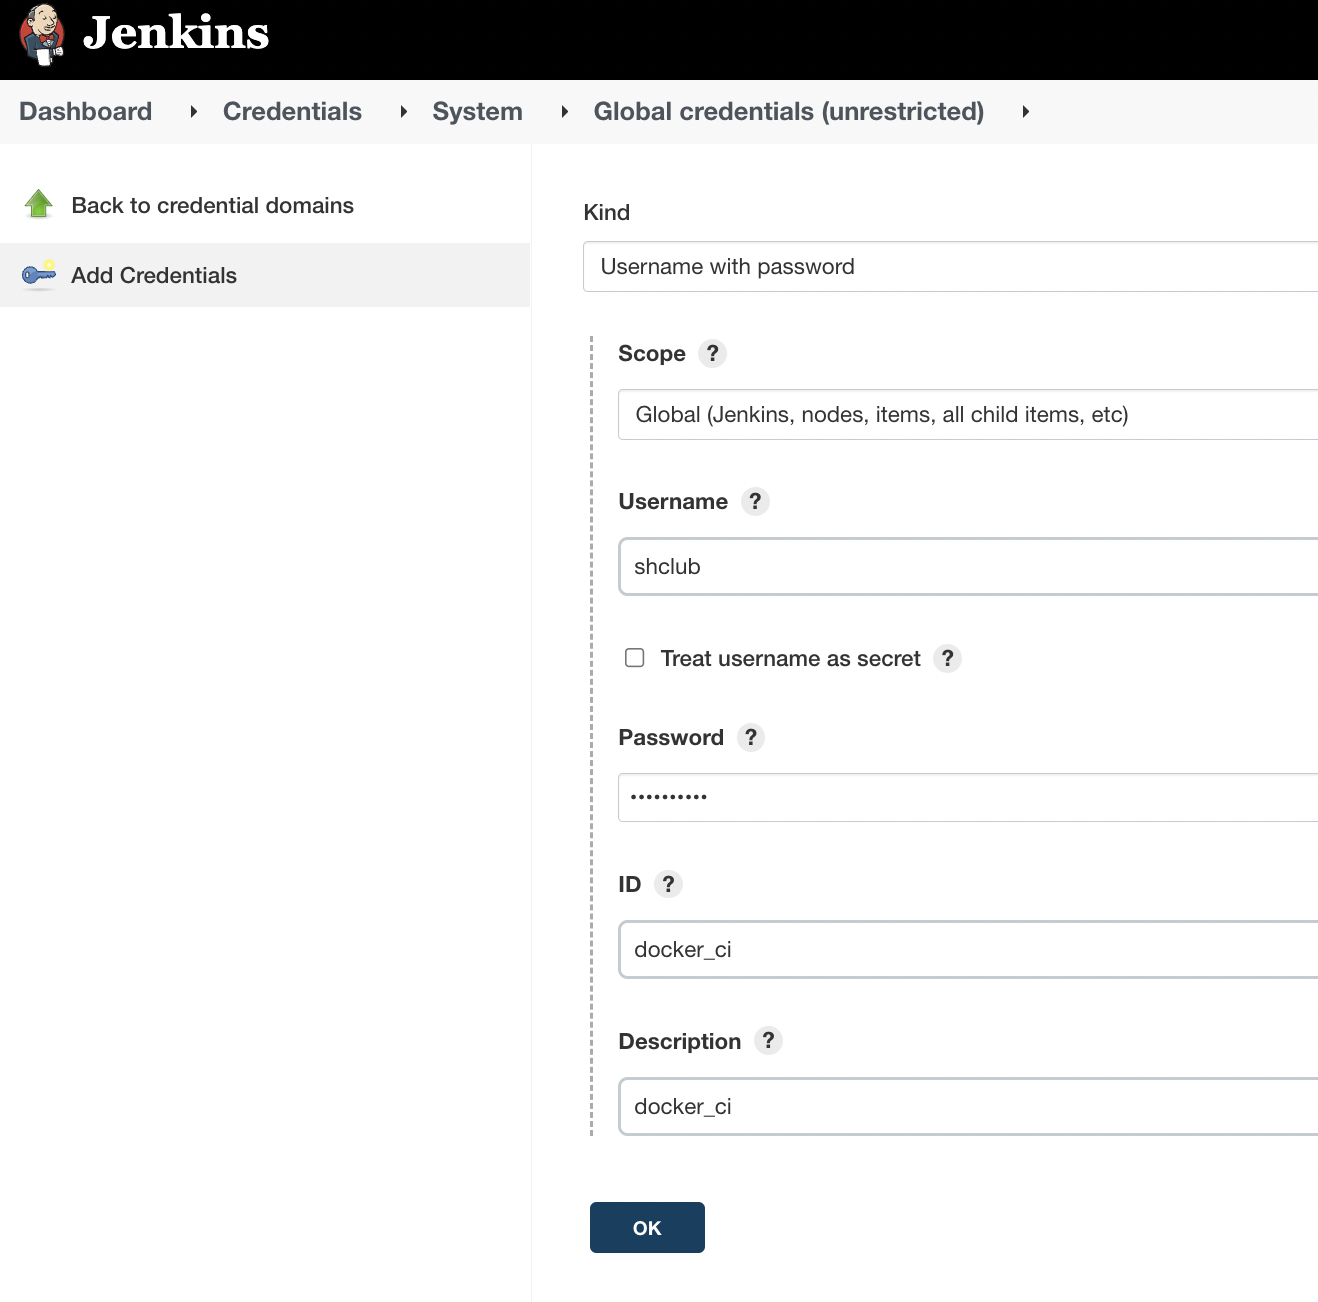 Jenkins
Dashboard Credentials System Global credentials (unrestricted)
Back to credential domains
Add Credentials
Kind
Username with password
Scope ?
Global (Jenkins, nodes, items, all child items, etc)
Username ?
shclub
Treat username as secret ?
Password ?
••••••••••
ID ?
docker_ci
Description ?
docker_ci
OK